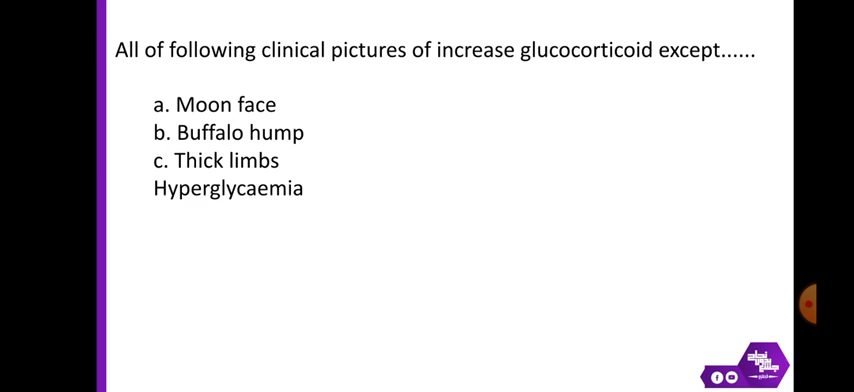 All of following clinical pictures of increase glucocorticoid except......
a. Moon face
b. Buffalo hump
c. Thick limbs
Hyperglycaemia